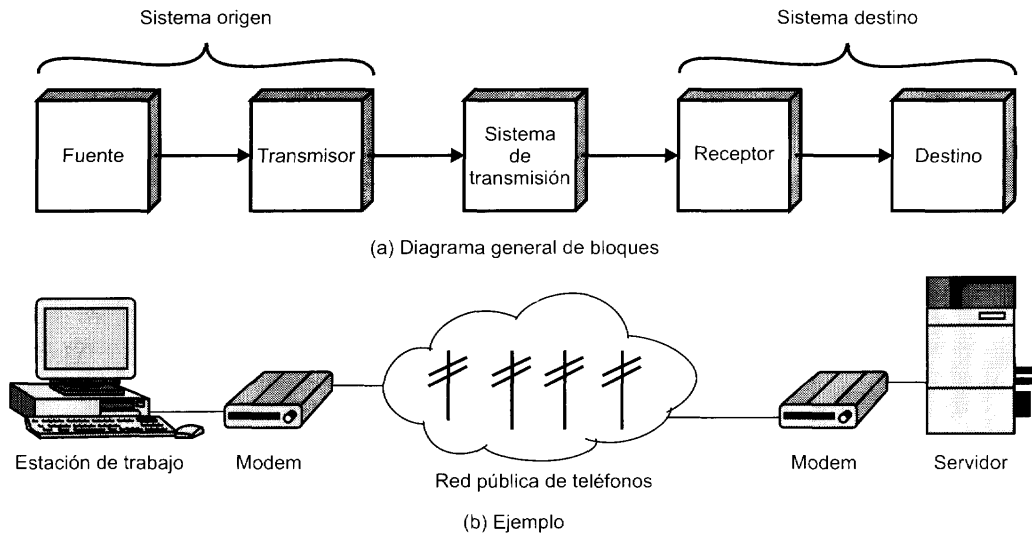 Sistema origen
Sistema destino
Fuente
Transmisor
Sistema
de
transmisión
Receptor
Destino
(a) Diagrama general de bloques
Estación de trabajo
Modem
Red pública de teléfonos
Modem
Servidor
(b) Ejemplo